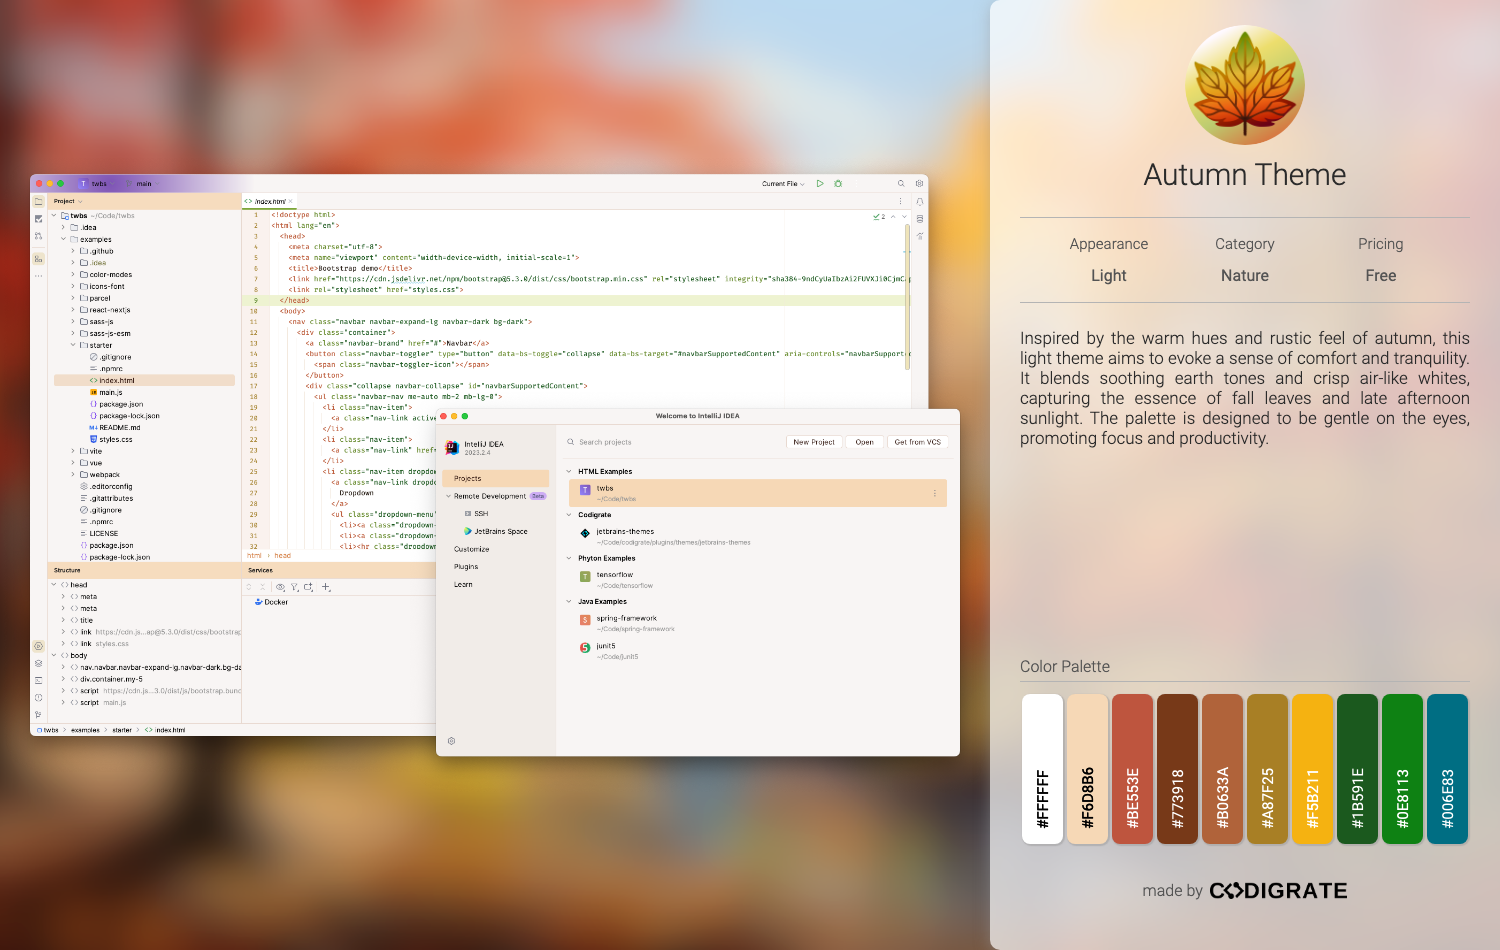 twbs
main
Current File
Project
index.html
twbs ~/Code/twbs
.idea
examples
.github
.idea
color-modes
icons-font
parcel
react-nextjs
sass-js
sass-js-esm
starter
.gitignore
.npmrc
index.html
main.js
package.json
package-lock.json
README.md
styles.css
vite
vue
webpack
.editorconfig
.gitattributes
.gitignore
.npmrc
LICENSE
package.json
package-lock.json
2
1 <!doctype html>
2 <html lang="en">
3 <head>
4 <meta charset="utf-8">
5 <meta name="viewport" content="width=device-width, initial-scale=1">
6 <title>Bootstrap demo</title>
7 <link href="https://cdn.jsdelivr.net/npm/bootstrap@5.3.0/dist/css/bootstrap.min.css" rel="stylesheet" integrity="sha384-9ndCyUaIbzAi2FUVXJi0CjmC
8 <link rel="stylesheet" href="styles.css">
9 </head>
10 <body>
11 <nav class="navbar navbar-expand-lg navbar-dark bg-dark">
12 <div class="container">
13 <a class="navbar-brand" href="#">Navbar</a>
14 <button class="navbar-toggler" type="button" data-bs-toggle="collapse" data-bs-target="#navbarSupportedContent" aria-controls="navbarSupport
15 <span class="navbar-toggler-icon"></span>
16 </button>
17 <div class="collapse navbar-collapse" id="navbarSupportedContent">
18 <ul class="navbar-nav me-auto mb-2 mb-lg-0">
19 <li class="nav-item">
20 <a class="nav-link active
21 </li>
22 <li class="nav-item">
23 <a class="nav-link" href=
24 </li>
25 <li class="nav-item dropdow
26 <a class="nav-link dropdo
27 Dropdown
28 </a>
29 <ul class="dropdown-menu"
30 <li><a class="dropdown-
31 <li><a class="dropdown-
32 <li><hr class="dropdown
html › head
Structure
head
meta
meta
title
link https://cdn.js...ap@5.3.0/dist/css/bootstrap
link styles.css
body
nav.navbar.navbar-expand-lg.navbar-dark.bg-da
div.container.my-5
script https://cdn.js...3.0/dist/js/bootstrap.bunc
script main.js
Services
Docker
twbs > examples > starter > index.html
Welcome to IntelliJ IDEA
IntelliJ IDEA
2023.2.4
Projects
Remote Development Beta
SSH
JetBrains Space
Customize
Plugins
Learn
Search projects
New Project
Open
Get from VCS
HTML Examples
T
twbs
~/Code/twbs
Codigrate
jetbrains-themes
~/Code/codigrate/plugins/themes/jetbrains-themes
Phyton Examples
T
tensorflow
~/Code/tensorflow
Java Examples
S
spring-framework
~/Code/spring-framework
5
junit5
~/Code/junit5
Autumn Theme
Appearance
Category
Pricing
Light
Nature
Free
Inspired by the warm hues and rustic feel of autumn, this
light theme aims to evoke a sense of comfort and tranquility.
It blends soothing earth tones and crisp air-like whites,
capturing the essence of fall leaves and late afternoon
sunlight. The palette is designed to be gentle on the eyes,
promoting focus and productivity.
Color Palette
#FFFFFF
#F6D8B6
#BE553E
#773918
#B0633A
#A87F25
#F5B211
#1B591E
#0E8113
#006E83
made by CODIGRATE